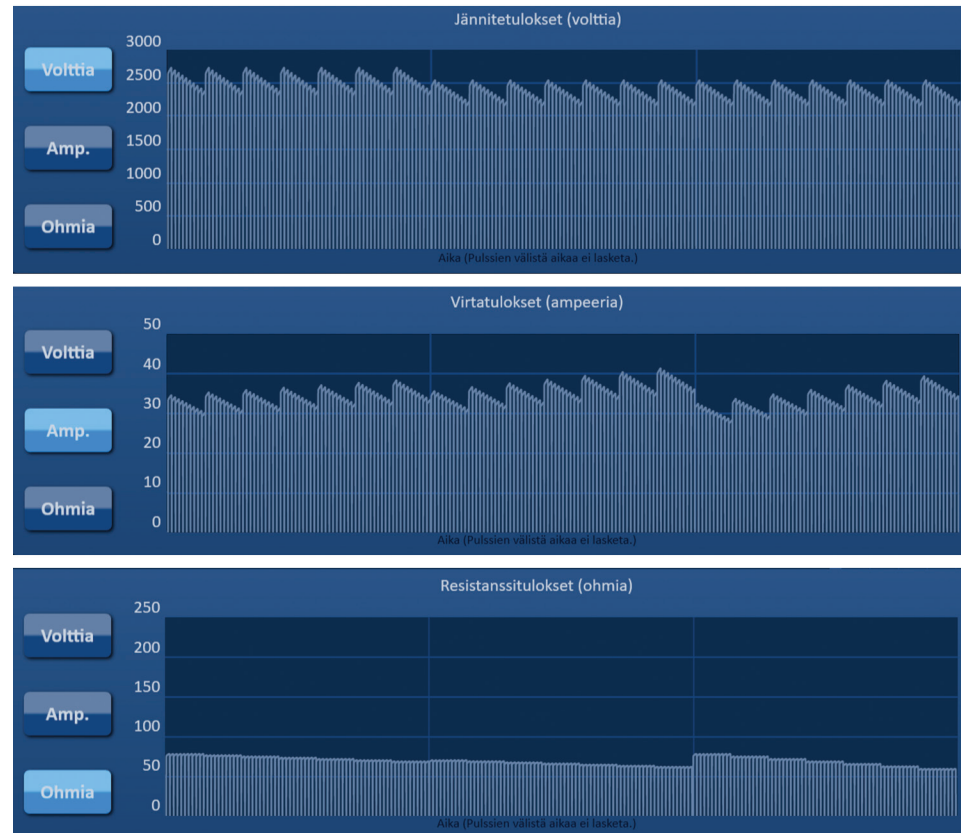 Jännitetulokset (volttia)
Volttia
Amp.
Ohmia
3000
2500
2000
1500
1000
500
0
Aika (Pulssien välistä aikaa ei lasketa.)
Virtatulokset (ampeeria)
Volttia
Amp.
Ohmia
50
40
30
20
10
0
Aika (Pulssien välistä aikaa ei lasketa.)
Resistanssitulokset (ohmia)
Volttia
Amp.
Ohmia
250
200
150
100
50
0
Aika (Pulssien välistä aikaa ei lasketa.)